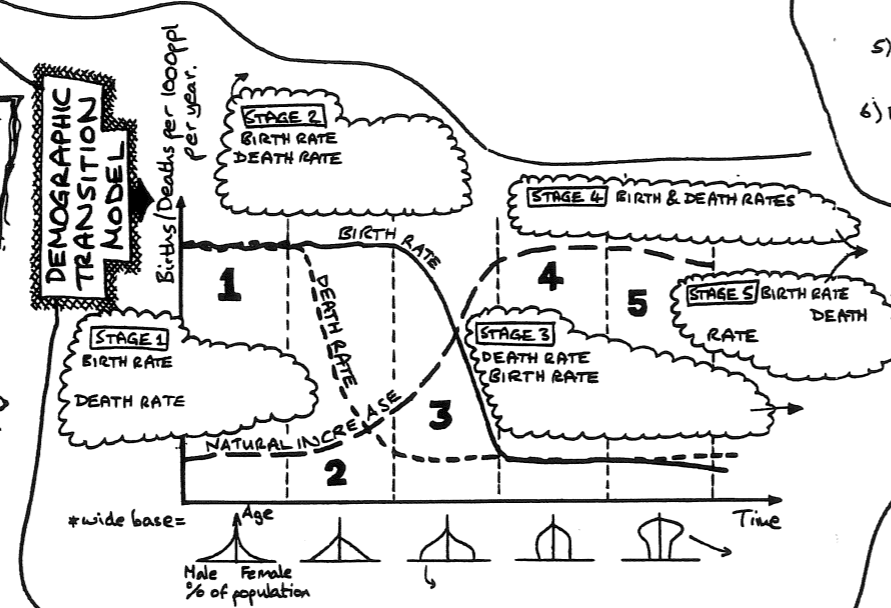 DEMOGRAPHIC
TRANSITION
MODEL
Births/Deaths per 1000ppl
per year.
STAGE 2
BIRTH RATE
DEATH RATE
5)
6)
STAGE 4 BIRTH & DEATH RATES
BIRTH RATE
1
DEATH RATE
4
5
STAGE 5 BIRTH RATE
DEATH
RATE
STAGE 1
BIRTH RATE
DEATH RATE
STAGE 3
DEATH RATE
BIRTH RATE
3
NATURAL INCREASE
2
*wide base=
Age
Time
Male Female
% of population